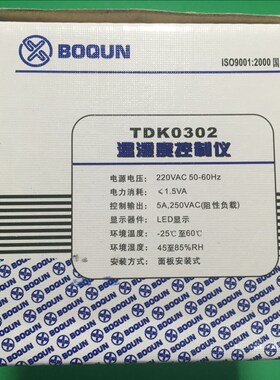 BOQUN
ISO9001:2000 国
TDK0302
温湿度控制仪
电源电压： 220VAC 50-60Hz
电力消耗： <1.5VA
控制输出： 5A,250VAC(阻性负载)
显示器件： LED显示
环境温度： -25℃至60℃
环境湿度： 45至85%RH
安装方式： 面板安装式
BOQUN